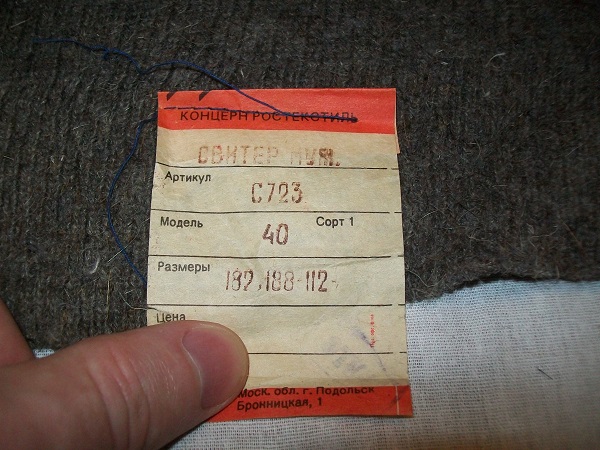 КОНЦЕРН РОСТЕКСТИЛЬ
СВИТЕР МУЖ.
Артикул С723
Модель 40 Сорт 1
Размеры 182,188-112-
Цена
Моск. обл. г. Подольск
Бронницкая, 1